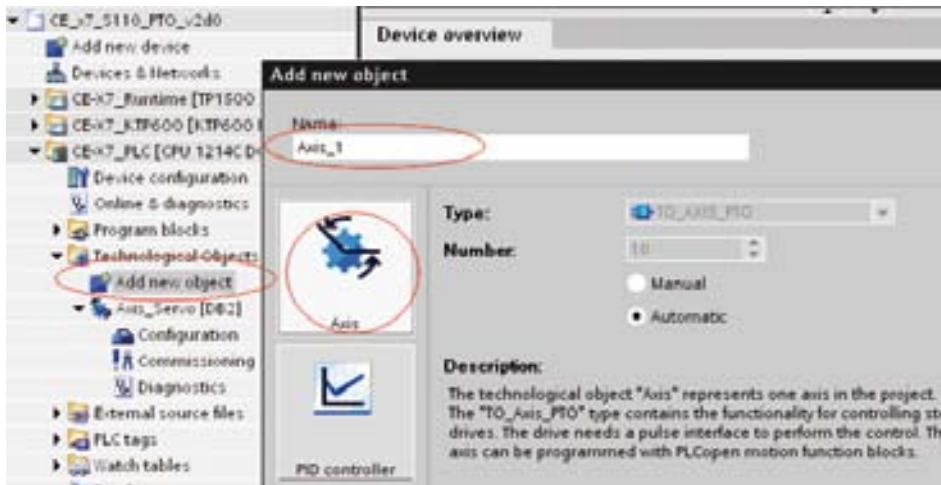 CE_x7_S110_PTO_v2d0
Add new device
Devices & Networks
CE-X7_Runtime [TP1500
CE-X7_KTP600 [KTP600
CE-X7_PLC [CPU 1214C D
Device configuration
Online & diagnostics
Program blocks
Technological Objects
Add new object
Axis_Servo [DB2]
Configuration
Commissioning
Diagnostics
External source files
PLC tags
Watch tables
Device overview
Add new object
Name:
Axis_1
Axis
PID controller
Type:
TO_AXIS_PTO
Number:
10
Manual
Automatic
Description:
The technological object "Axis" represents one axis in the project.
The "TO_Axis_PTO" type contains the functionality for controlling st
drives. The drive needs a pulse interface to perform the control. Th
axis can be programmed with PLCopen motion function blocks.